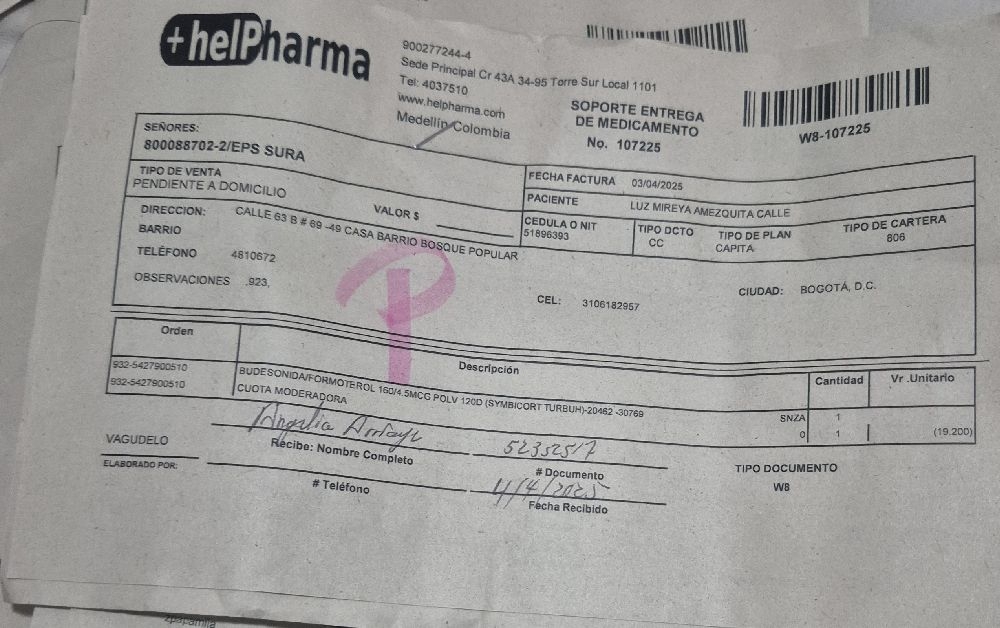 +helPharma
900277244-4
Sede Principal Cr 43A 34-95 Torre Sur Local 1101
Tel: 4037510
www.helpharma.com
Medellín Colombia
SOPORTE ENTREGA
DE MEDICAMENTO
No. 107225
W8-107225
SEÑORES:
800088702-2/EPS SURA
TIPO DE VENTA
PENDIENTE A DOMICILIO
VALOR $
FECHA FACTURA 03/04/2025
PACIENTE LUZ MIREYA AMEZQUITA CALLE
CEDULA O NIT
51896393
TIPO DCTO
CC
TIPO DE PLAN
CAPITA
TIPO DE CARTERA
806
DIRECCION: CALLE 63 B # 69 -49 CASA BARRIO BOSQUE POPULAR
BARRIO
TELÉFONO 4810672
OBSERVACIONES .923,
CEL: 3106182957
CIUDAD: BOGOTÁ, D.C.
P
Orden Descripción Cantidad Vr .Unitario
932-5427900510 BUDESONIDA/FORMOTEROL 160/4.5MCG POLV 120D (SYMBICORT TURBUH)-20462 -30769 SNZA 1
932-5427900510 CUOTA MODERADORA 0 1 (19.200)
52352517
VAGUDELO
Recibe: Nombre Completo
# Documento
ELABORADO POR:
4/4/2025
# Teléfono
Fecha Recibido
TIPO DOCUMENTO
W8